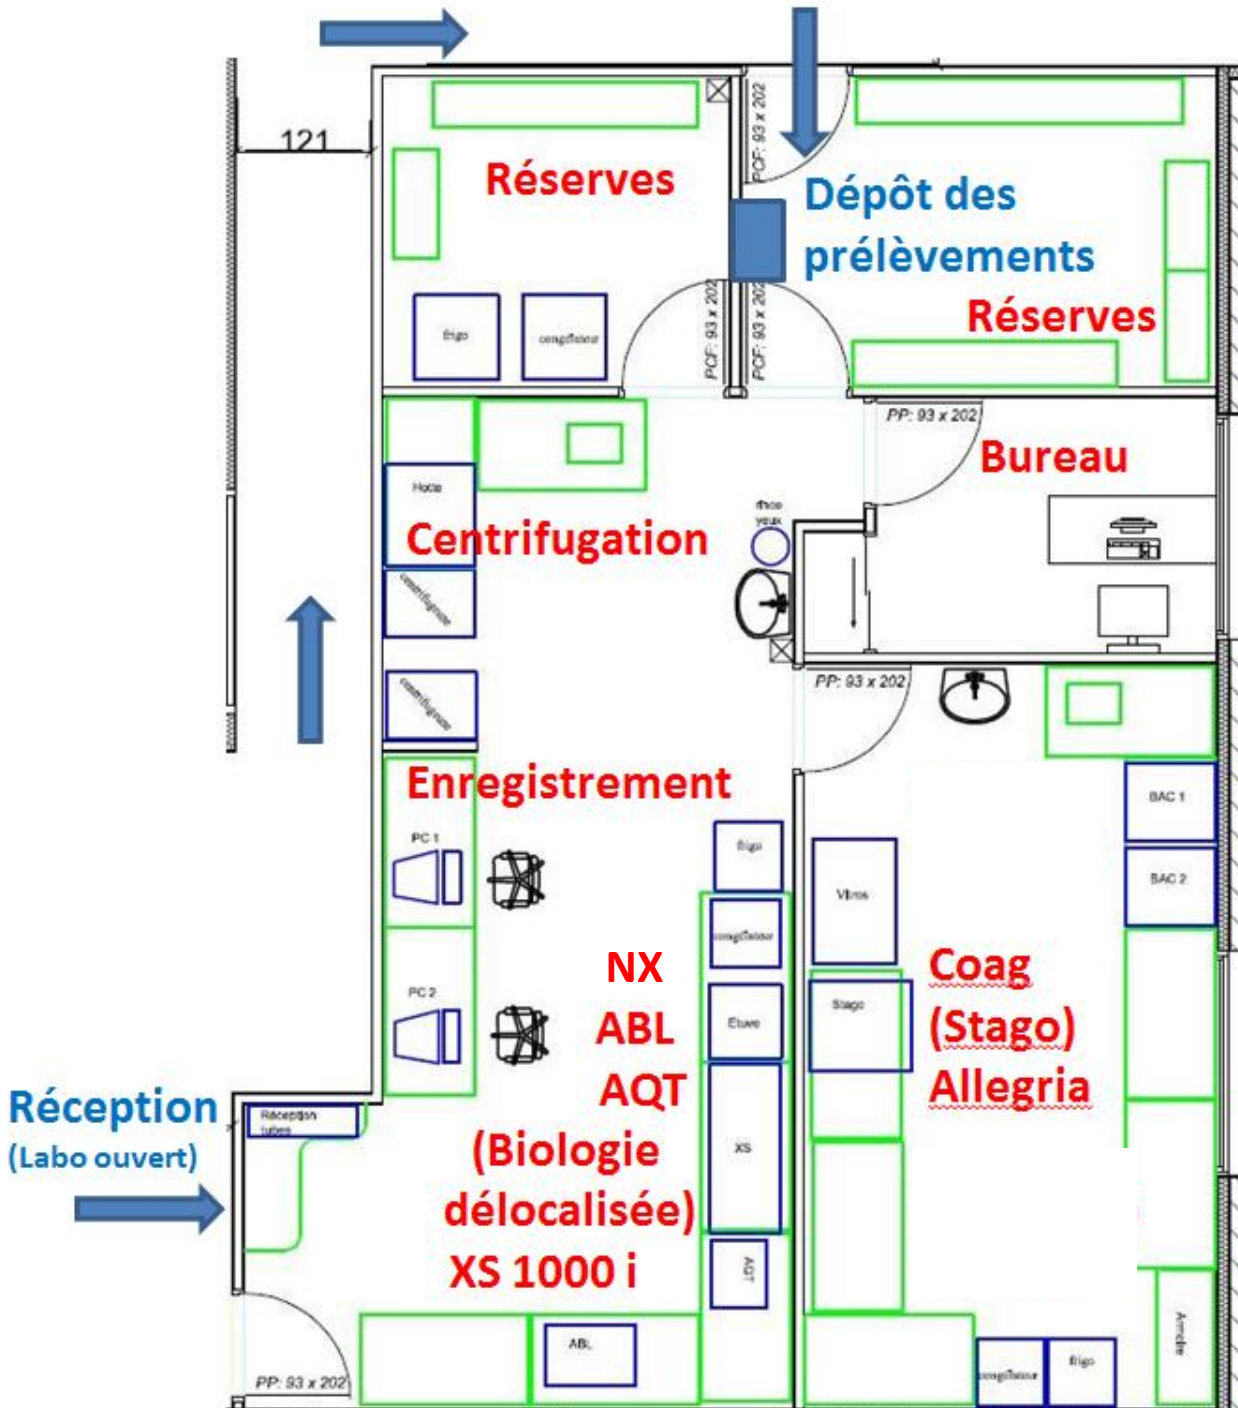 121
PCF: 93 x 202
Réserves
Dépôt des
prélèvements
Réserves
frigo
congélateur
PCF: 93 x 202
PCF: 93 x 202
PP: 93 x 202
Bureau
Hotte
Centrifugation
rince
yeux
centrifugeuse
centrifugeuse
PP: 93 x 202
Enregistrement
PC 1
frigo
BAC 1
BAC 2
Vitros
congélateur
NX
Coag
PC 2
Stago
ABL
Etuve
(Stago)
AQT
Allegria
Réception
(Labo ouvert)
Réception
tubes
(Biologie
délocalisée)
XS
XS 1000 i
AQT
ABL
PP: 93 x 202
congélateur
frigo
Armoire